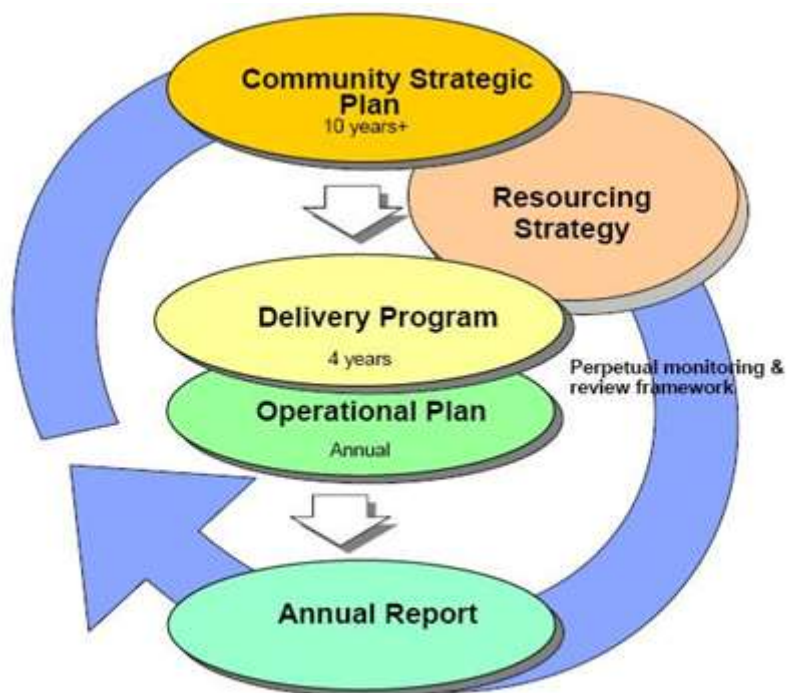 Community Strategic
Plan
10 years+
Resourcing
Strategy
Delivery Program
4 years
Perpetual monitoring &
review framework
Operational Plan
Annual
Annual Report